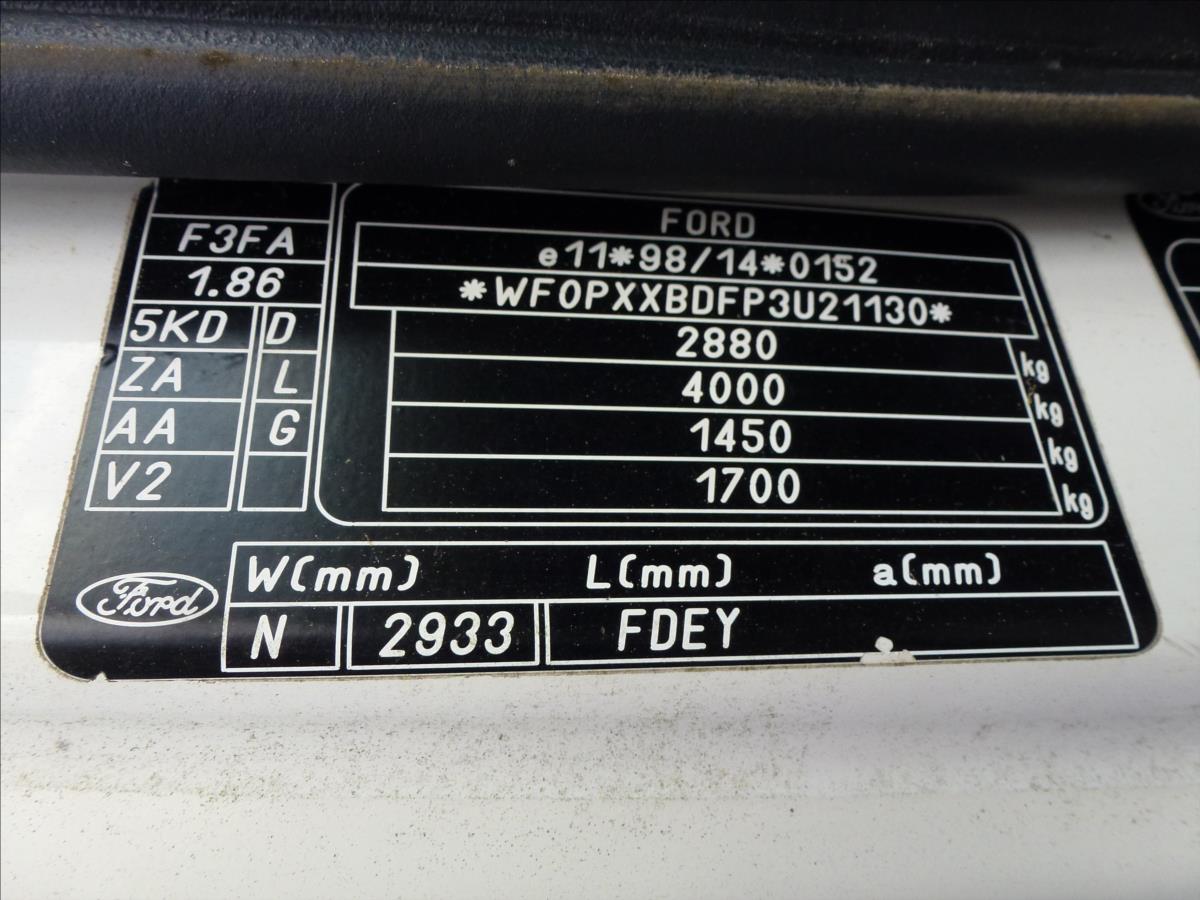 FORD
e11*98/14*0152
*WF0PXXBDFP3U21130*
2880 kg
4000 kg
1450 kg
1700 kg
F3FA
1.86
5KD D
ZA L
AA G
V2
Ford
W(mm) L(mm) a(mm)
N 2933 FDEY